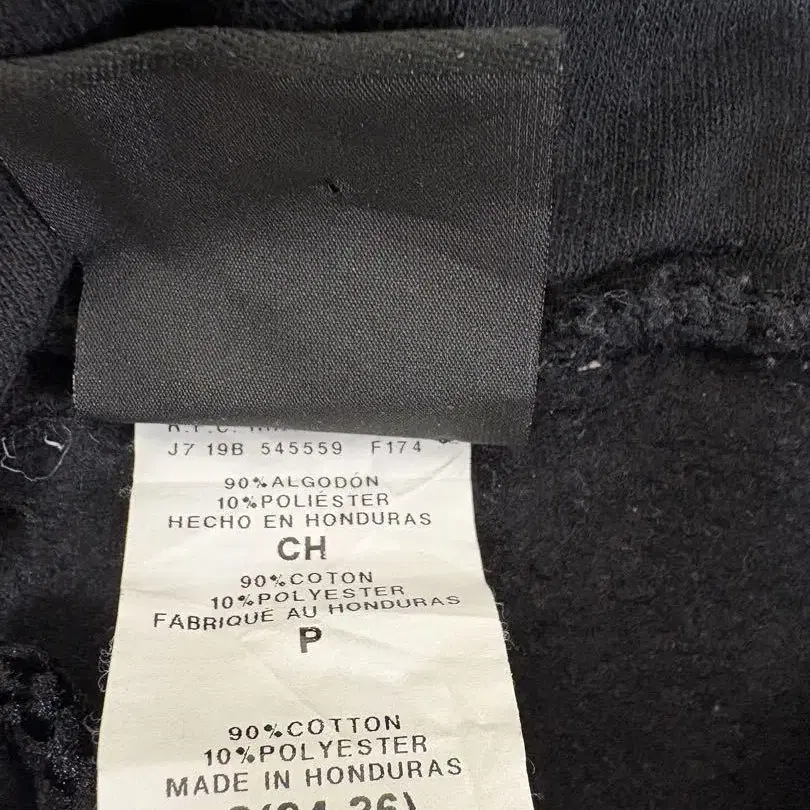 J7 19B 545559 F174
90%ALGODÓN
10%POLIÉSTER
HECHO EN HONDURAS
CH
90%COTON
10%POLYESTER
FABRIQUÉ AU HONDURAS
P
90%COTTON
10%POLYESTER
MADE IN HONDURAS